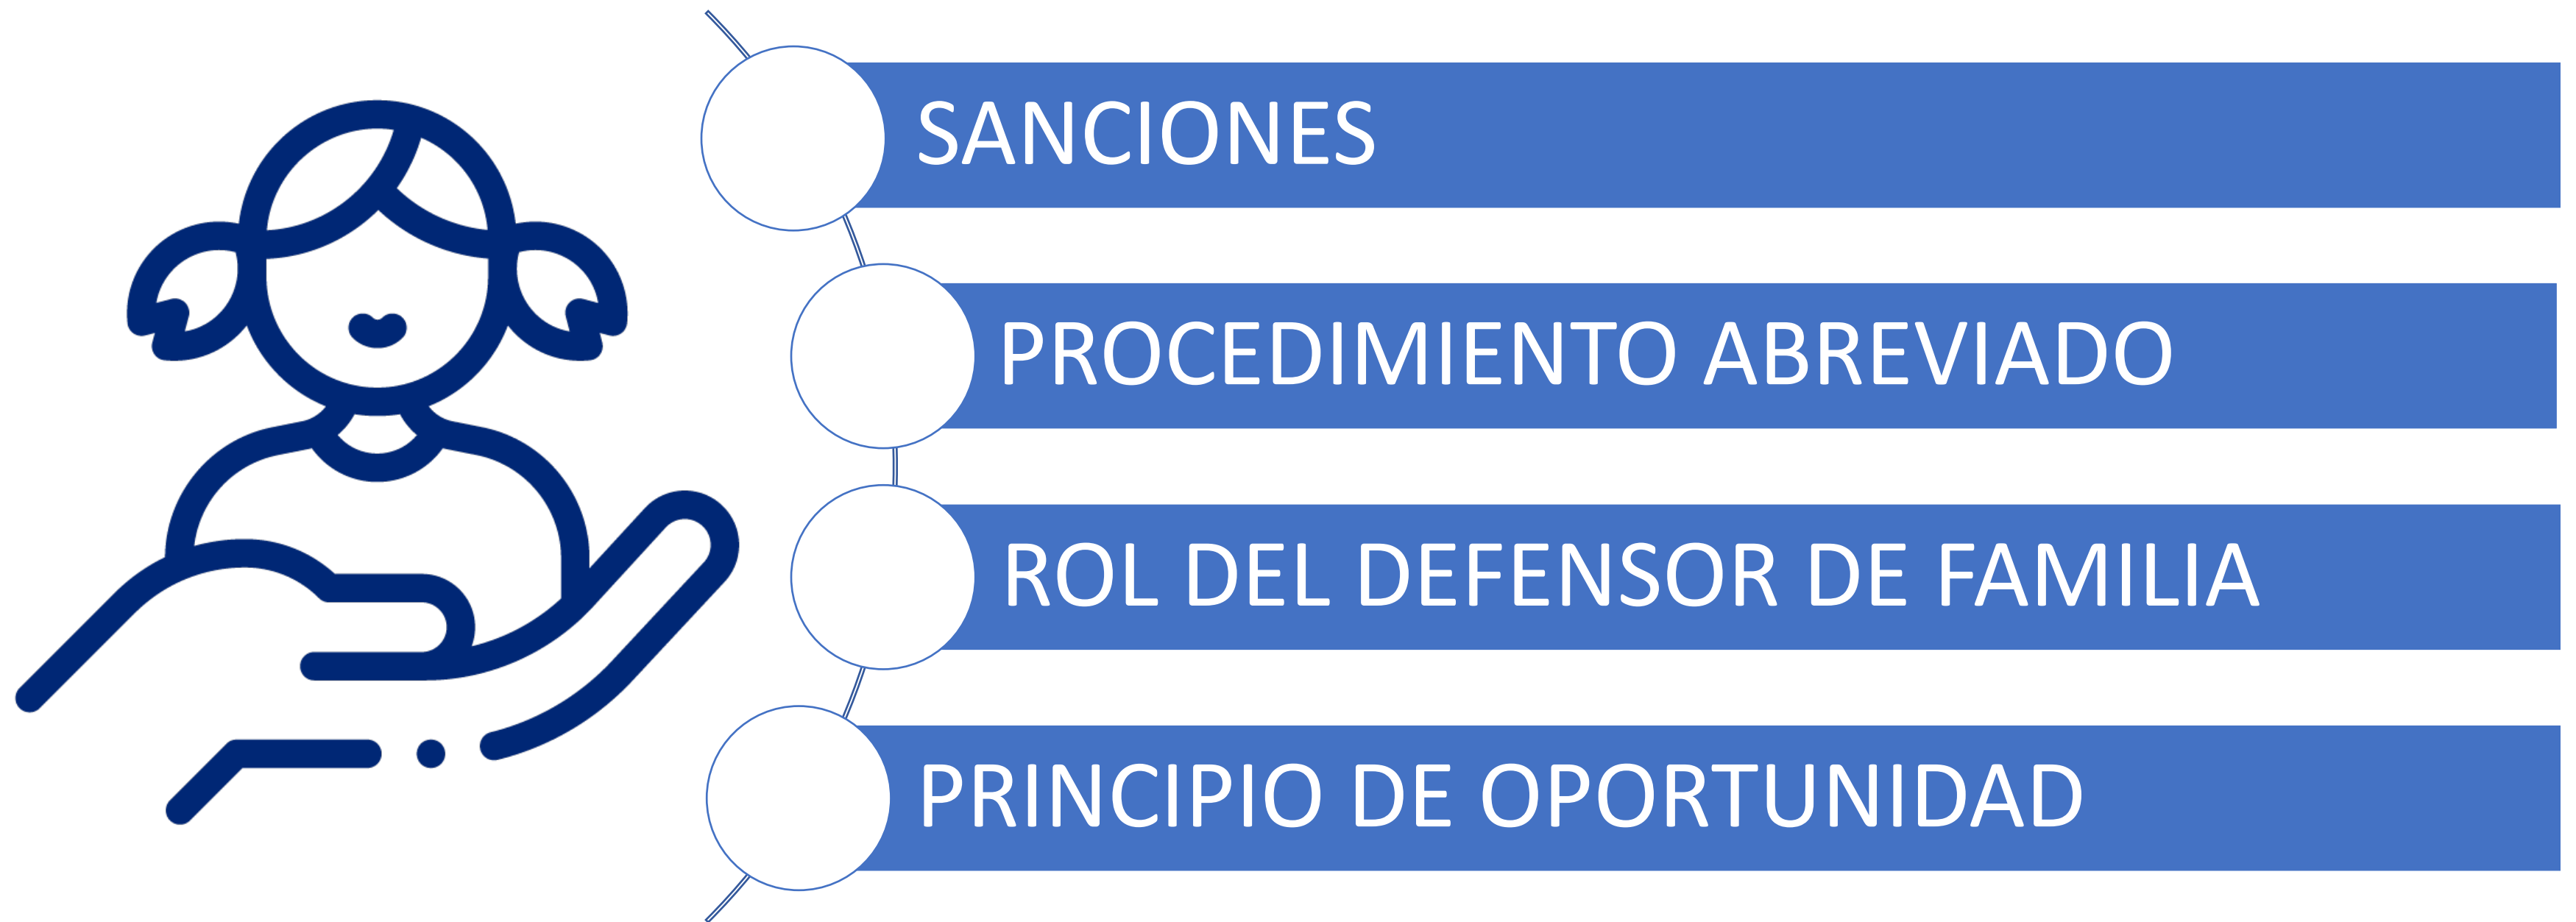 SANCIONES
PROCEDIMIENTO ABREVIADO
ROL DEL DEFENSOR DE FAMILIA
PRINCIPIO DE OPORTUNIDAD